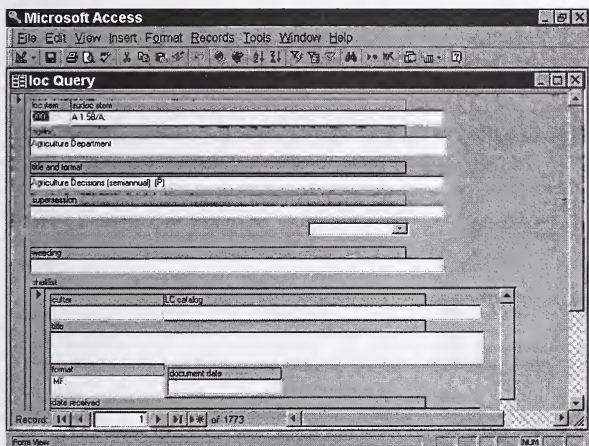 Microsoft Access
File Edit View Insert Format Records Tools Window Help
loc Query
loc item sudoc stem
A 1.58/A:
Agriculture Department
title and format
Agriculture Decisions (semiannual) (P)
supersession
weeding
shelflist
cutter LC catalog
title
format document date
MF
date received
Record: 1 of 1773
Form View NUM